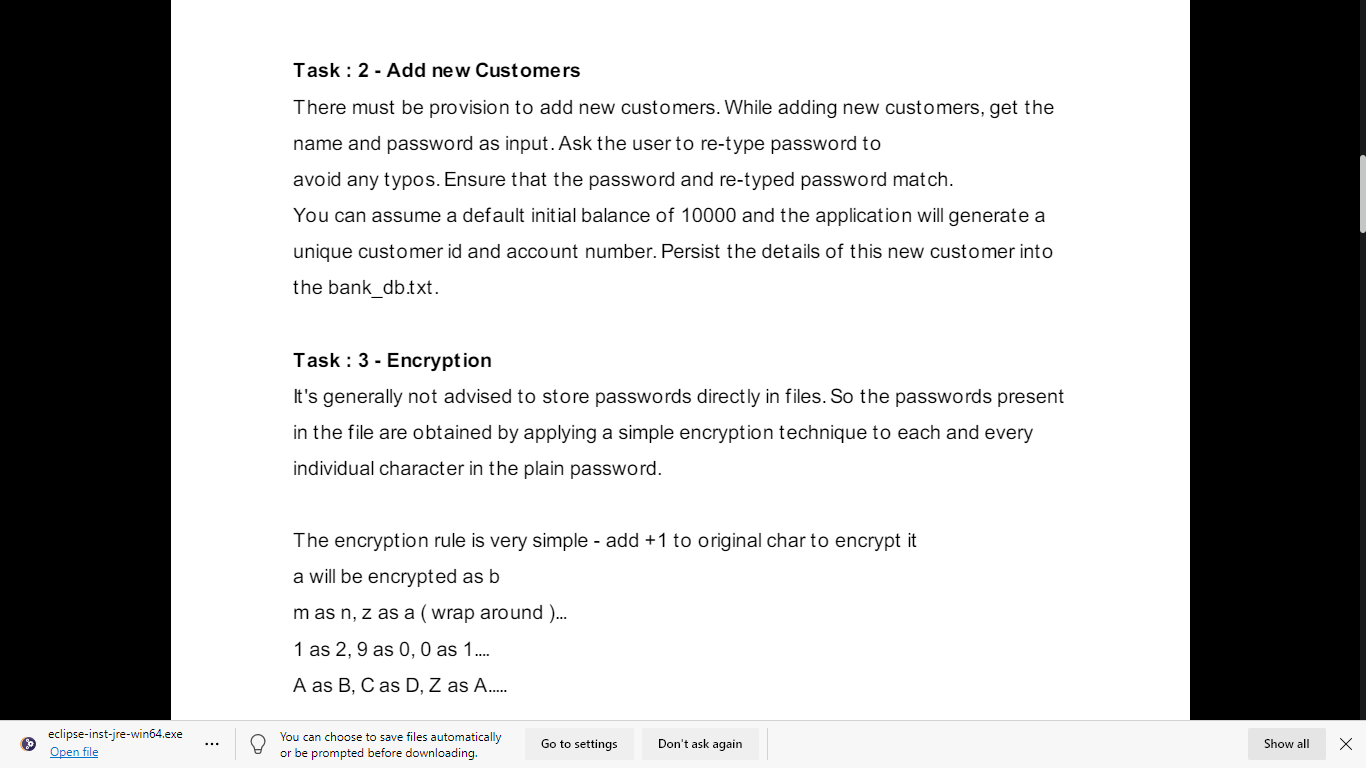 Task : 2 - Add new Customers
There must be provision to add new customers. While adding new customers, get the
name and password as input. Ask the user to re-type password to
avoid any typos. Ensure that the password and re-typed password match.
You can assume a default initial balance of 10000 and the application will generate a
unique customer id and account number. Persist the details of this new customer into
the bank_db.txt.
Task : 3 - Encryption
It's generally not advised to store passwords directly in files. So the passwords present
in the file are obtained by applying a simple encryption technique to each and every
individual character in the plain password.
The encryption rule is very simple - add +1 to original char to encrypt it
a will be encrypted as b
m as n, z as a ( wrap around )...
1 as 2, 9 as 0, 0 as 1....
A as B, C as D, Z as A.....
eclipse-inst-jre-win64.exe
Open file
...
You can choose to save files automatically
or be prompted before downloading.
Go to settings
Don't ask again
Show all